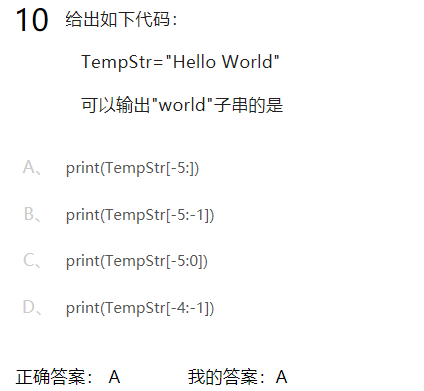 10 给出如下代码：
TempStr="Hello World"
可以输出"world"子串的是
A、 print(TempStr[-5:])
B、 print(TempStr[-5:-1])
C、 print(TempStr[-5:0])
D、 print(TempStr[-4:-1])
正确答案： A 我的答案：A